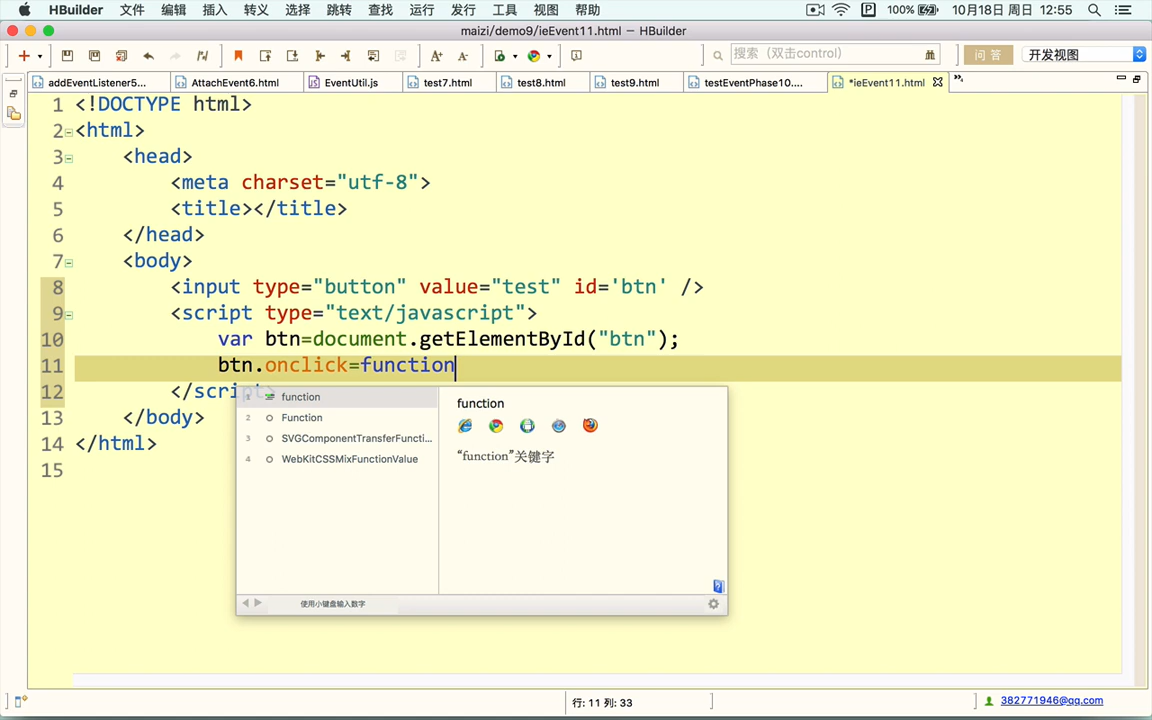 HBuilder 文件 编辑 插入 转义 选择 跳转 查找 运行 发行 工具 视图 帮助 P 100% 10月18日 周日 12:55
maizi/demo9/ieEvent11.html — HBuilder
搜索（双击control） 问 答 开发视图
addEventListener5... AttachEvent6.html EventUtil.js test7.html test8.html test9.html testEventPhase10.... *ieEvent11.html
1 <!DOCTYPE html>
2 <html>
3 <head>
4 <meta charset="utf-8">
5 <title></title>
6 </head>
7 <body>
8 <input type="button" value="test" id='btn' />
9 <script type="text/javascript">
10 var btn=document.getElementById("btn");
11 btn.onclick=function
12 </script>
13 </body>
14 </html>
15
1 function
2 Function
3 SVGComponentTransferFuncti...
4 WebKitCSSMixFunctionValue
function
“function”关键字
使用小键盘输入数字
行: 11 列: 33
382771946@qq.com